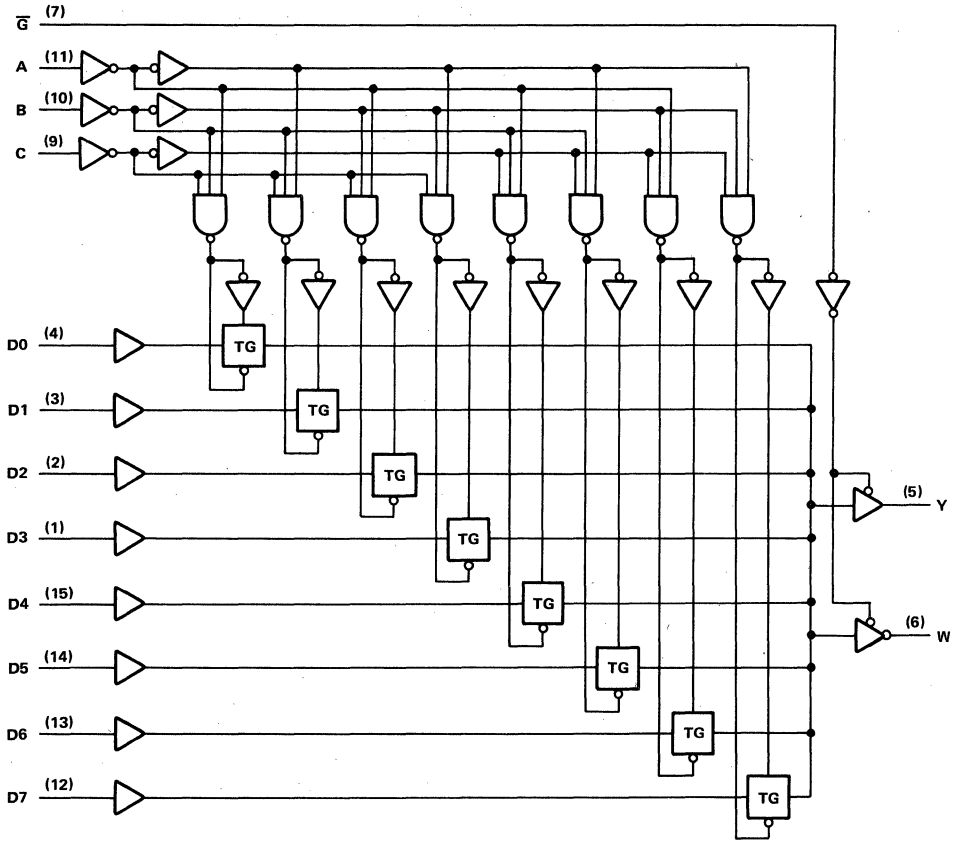 G̅ (7)
A (11)
B (10)
C (9)
D0 (4) TG
D1 (3) TG
D2 (2) TG
(5) Y
D3 (1) TG
D4 (15) TG
(6) W
D5 (14) TG
D6 (13) TG
D7 (12) TG